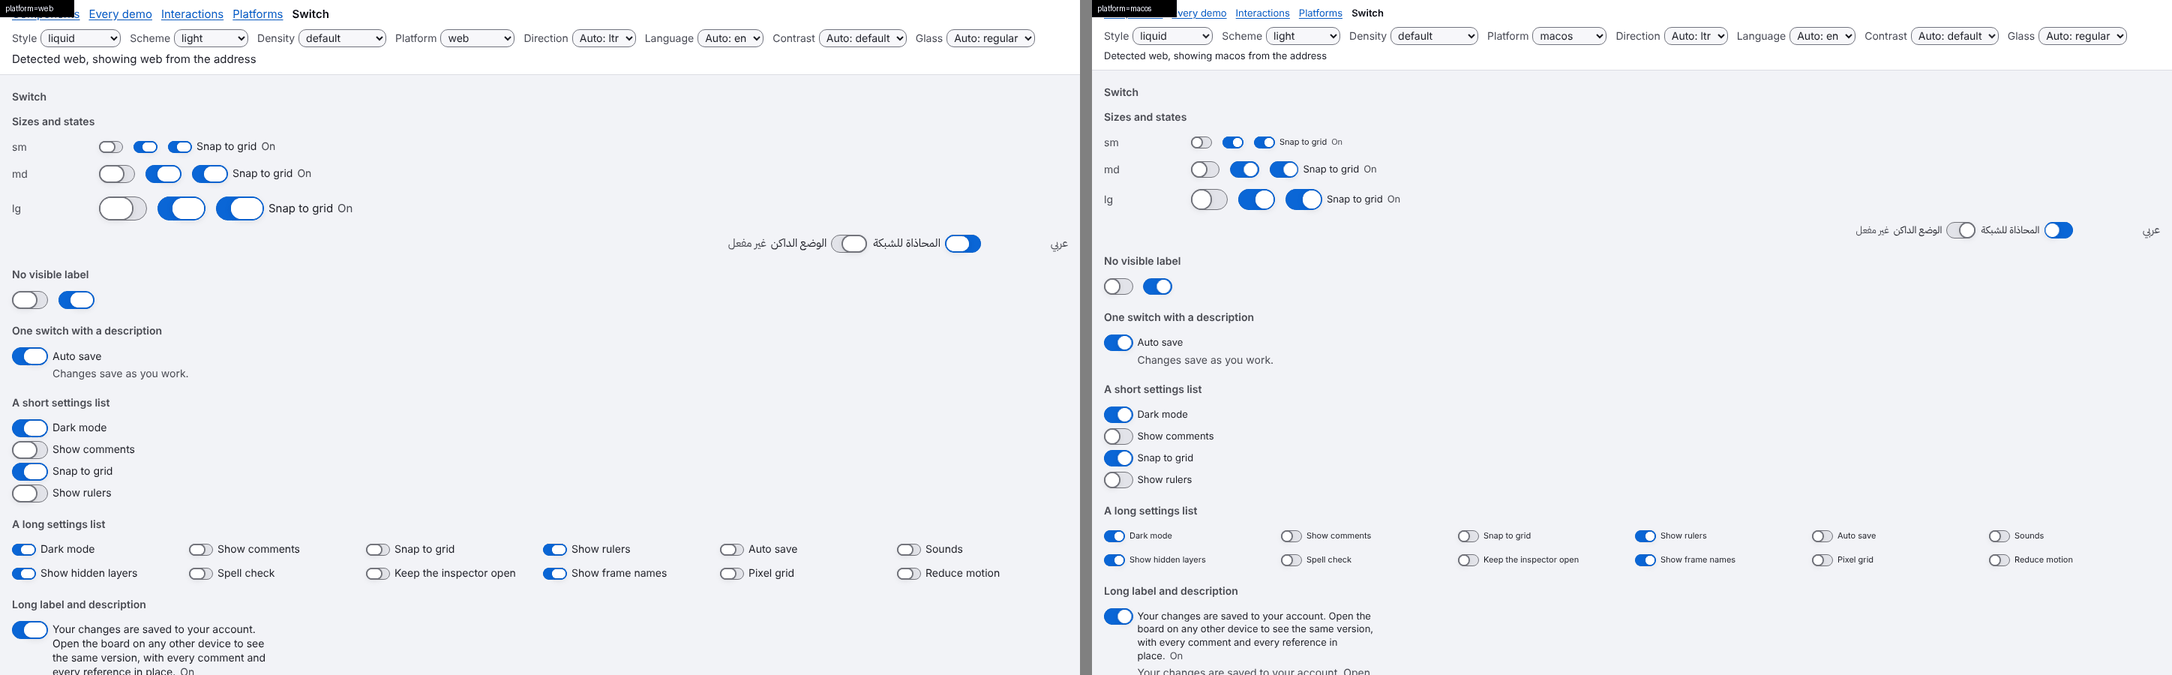 platform=web
Every demo Interactions Platforms Switch
Style liquid Scheme light Density default Platform web Direction Auto: ltr Language Auto: en Contrast Auto: default Glass Auto: regular
Detected web, showing web from the address
Switch
Sizes and states
sm Snap to grid On
md Snap to grid On
lg Snap to grid On
عربي المحاذاة للشبكة الوضع الداكن غير مفعل
No visible label
One switch with a description
Auto save
Changes save as you work.
A short settings list
Dark mode
Show comments
Snap to grid
Show rulers
A long settings list
Dark mode Show comments Snap to grid Show rulers Auto save Sounds
Show hidden layers Spell check Keep the inspector open Show frame names Pixel grid Reduce motion
Long label and description
Your changes are saved to your account.
Open the board on any other device to see
the same version, with every comment and
every reference in place. On
platform=macos
Every demo Interactions Platforms Switch
Style liquid Scheme light Density default Platform macos Direction Auto: ltr Language Auto: en Contrast Auto: default Glass Auto: regular
Detected web, showing macos from the address
Switch
Sizes and states
sm Snap to grid On
md Snap to grid On
lg Snap to grid On
عربي المحاذاة للشبكة الوضع الداكن غير مفعل
No visible label
One switch with a description
Auto save
Changes save as you work.
A short settings list
Dark mode
Show comments
Snap to grid
Show rulers
A long settings list
Dark mode Show comments Snap to grid Show rulers Auto save Sounds
Show hidden layers Spell check Keep the inspector open Show frame names Pixel grid Reduce motion
Long label and description
Your changes are saved to your account. Open the
board on any other device to see the same version,
with every comment and every reference in
place. On
Your changes are saved to your account. Open